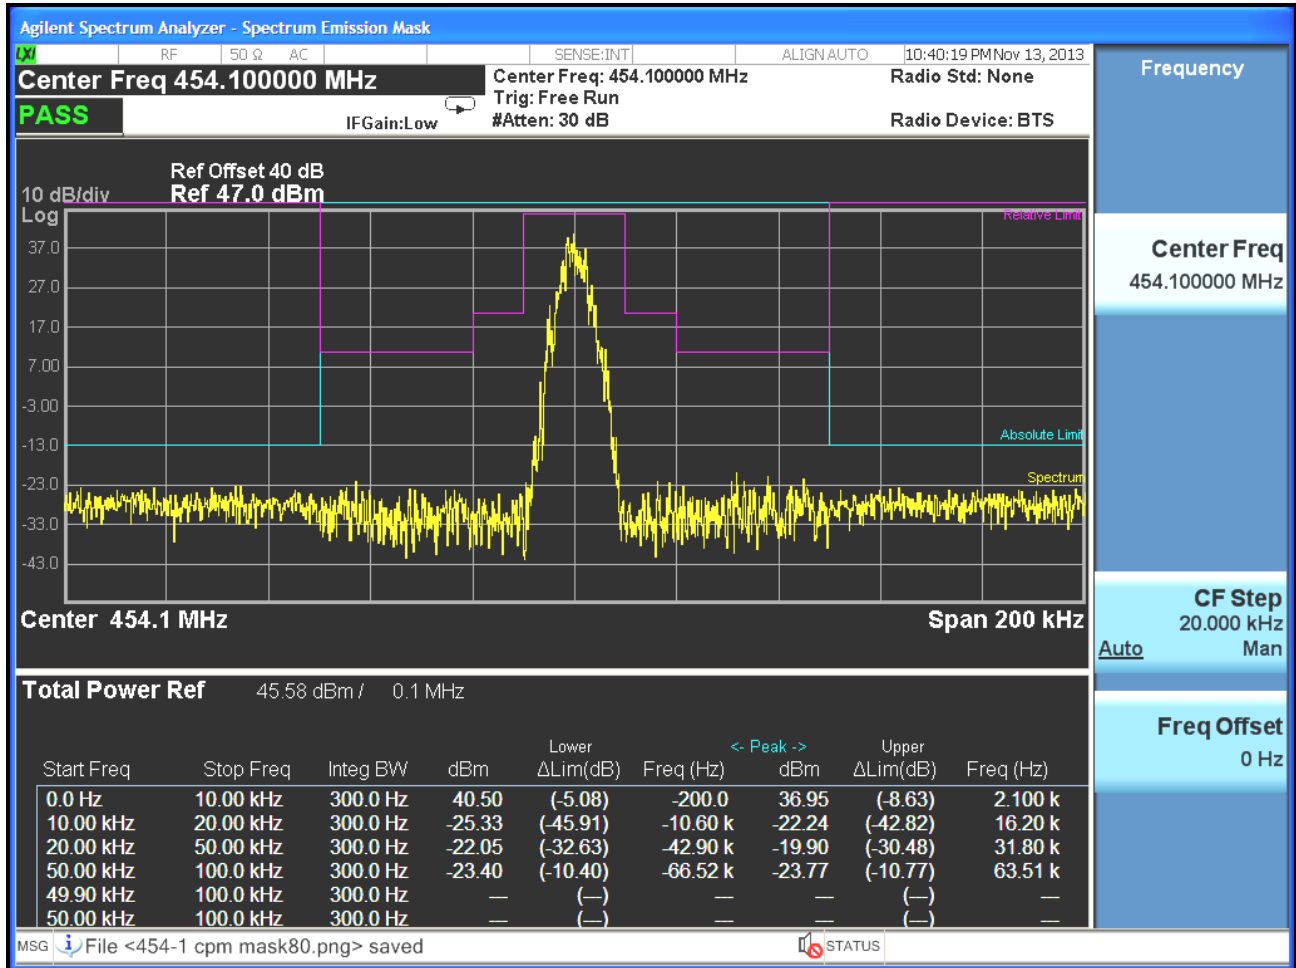 Agilent Spectrum Analyzer - Spectrum Emission Mask
LXI RF 50 Ω AC SENSE:INT ALIGN AUTO 10:40:19 PM Nov 13, 2013
Center Freq 454.100000 MHz
Center Freq: 454.100000 MHz
Radio Std: None
Trig: Free Run
PASS
IFGain:Low
#Atten: 30 dB
Radio Device: BTS
Ref Offset 40 dB
10 dB/div Ref 47.0 dBm
Log
Relative Limit
37.0
27.0
17.0
7.00
-3.00
-13.0
Absolute Limit
-23.0
Spectrum
-33.0
-43.0
Center 454.1 MHz
Span 200 kHz
Total Power Ref 45.58 dBm / 0.1 MHz
Lower <- Peak -> Upper
Start Freq Stop Freq Integ BW dBm ΔLim(dB) Freq (Hz) dBm ΔLim(dB) Freq (Hz)
0.0 Hz 10.00 kHz 300.0 Hz 40.50 (-5.08) -200.0 36.95 (-8.63) 2.100 k
10.00 kHz 20.00 kHz 300.0 Hz -25.33 (-45.91) -10.60 k -22.24 (-42.82) 16.20 k
20.00 kHz 50.00 kHz 300.0 Hz -22.05 (-32.63) -42.90 k -19.90 (-30.48) 31.80 k
50.00 kHz 100.0 kHz 300.0 Hz -23.40 (-10.40) -66.52 k -23.77 (-10.77) 63.51 k
49.90 kHz 100.0 kHz 300.0 Hz --- (---) --- --- (---) ---
50.00 kHz 100.0 kHz 300.0 Hz --- (---) --- --- (---) ---
MSG File <454-1 cpm mask80.png> saved STATUS
Frequency
Center Freq
454.100000 MHz
CF Step
20.000 kHz
Auto Man
Freq Offset
0 Hz